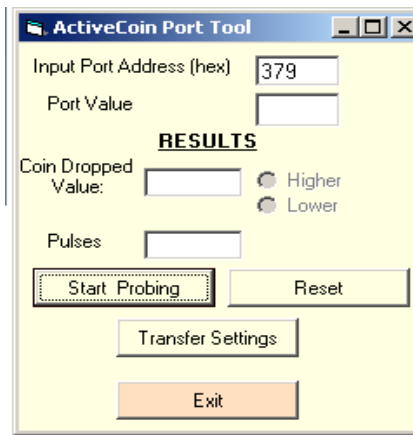 ActiveCoin Port Tool
Input Port Address (hex) 379
Port Value
RESULTS
Coin Dropped
Value:
Higher
Lower
Pulses
Start Probing Reset
Transfer Settings
Exit